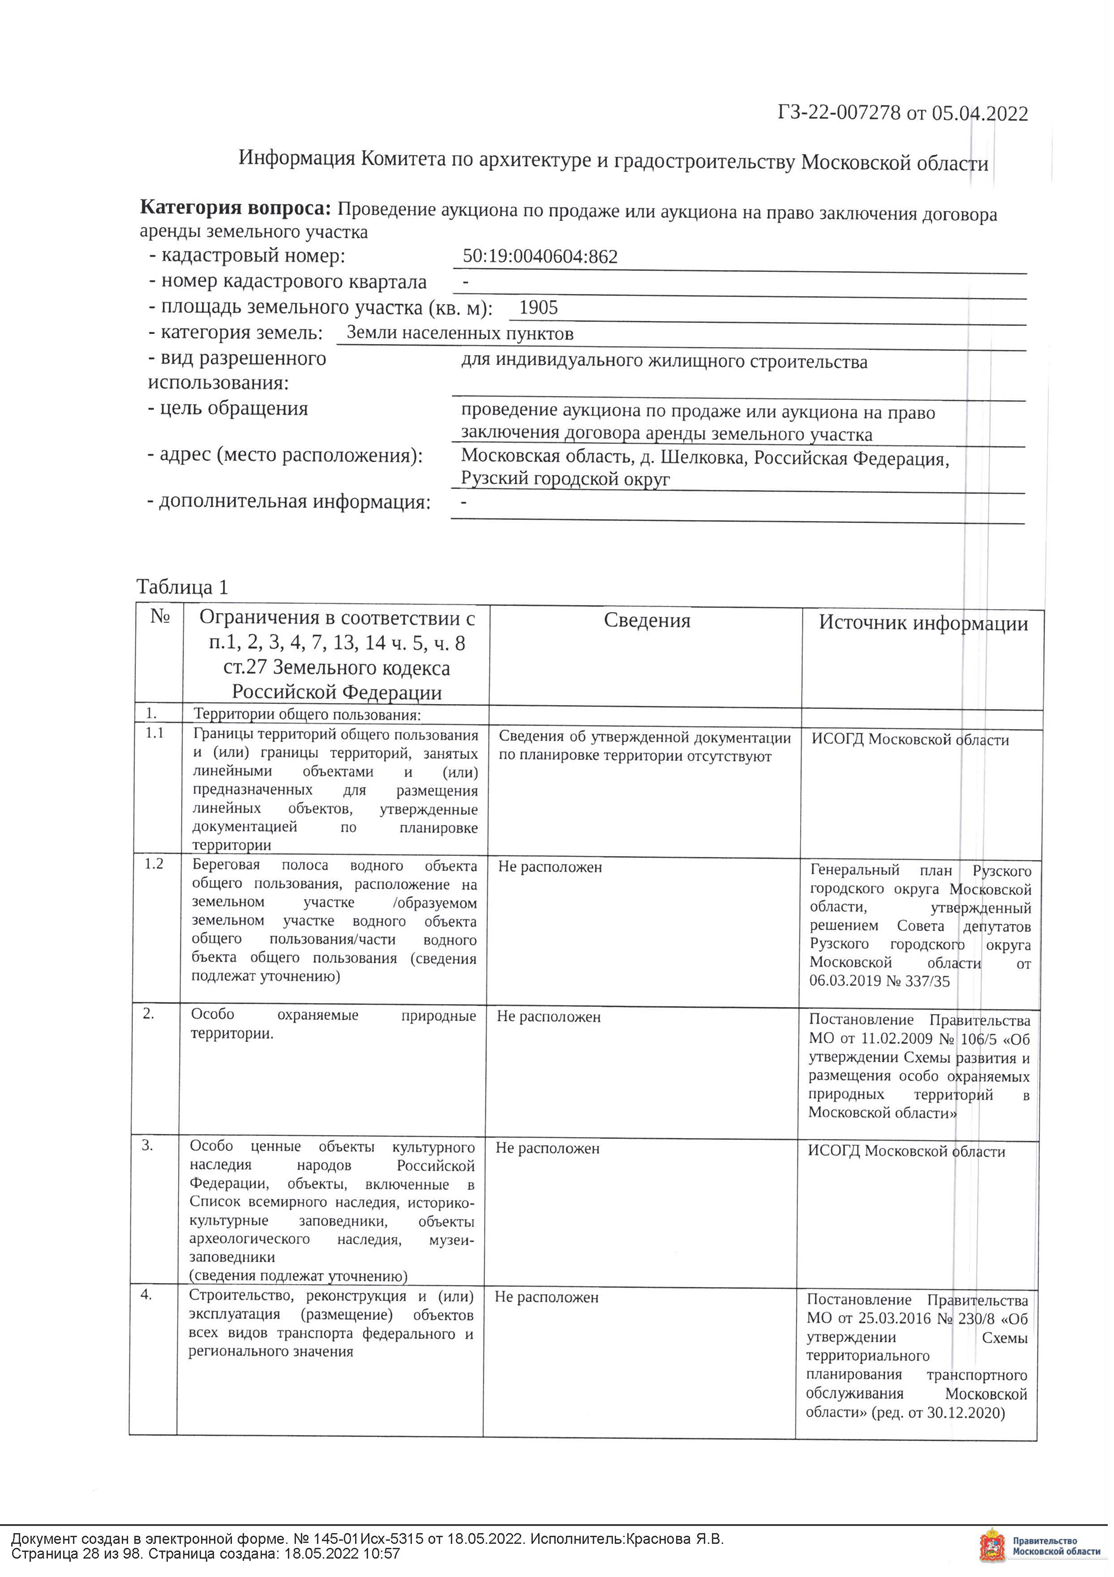 ГЗ-22-007278 от 05.04.2022
Информация Комитета по архитектуре и градостроительству Московской области
Категория вопроса: Проведение аукциона по продаже или аукциона на право заключения договора
аренды земельного участка
- кадастровый номер: 50:19:0040604:862
- номер кадастрового квартала -
- площадь земельного участка (кв. м): 1905
- категория земель: Земли населенных пунктов
- вид разрешенного для индивидуального жилищного строительства
использования:
- цель обращения проведение аукциона по продаже или аукциона на право
заключения договора аренды земельного участка
- адрес (место расположения): Московская область, д. Шелковка, Российская Федерация,
Рузский городской округ
- дополнительная информация: -
Таблица 1
№
Ограничения в соответствии с
п.1, 2, 3, 4, 7, 13, 14 ч. 5, ч. 8
ст.27 Земельного кодекса
Российской Федерации
Сведения
Источник информации
1.
Территории общего пользования:
1.1
Границы территорий общего пользования
и (или) границы территорий, занятых
линейными объектами и (или)
предназначенных для размещения
линейных объектов, утвержденные
документацией по планировке
территории
Сведения об утвержденной документации
по планировке территории отсутствуют
ИСОГД Московской области
1.2
Береговая полоса водного объекта
общего пользования, расположение на
земельном участке /образуемом
земельном участке водного объекта
общего пользования/части водного
бъекта общего пользования (сведения
подлежат уточнению)
Не расположен
Генеральный план Рузского
городского округа Московской
области, утвержденный
решением Совета депутатов
Рузского городского округа
Московской области от
06.03.2019 № 337/35
2.
Особо охраняемые природные
территории.
Не расположен
Постановление Правительства
МО от 11.02.2009 № 106/5 «Об
утверждении Схемы развития и
размещения особо охраняемых
природных территорий в
Московской области»
3.
Особо ценные объекты культурного
наследия народов Российской
Федерации, объекты, включенные в
Список всемирного наследия, историко-
культурные заповедники, объекты
археологического наследия, музеи-
заповедники
(сведения подлежат уточнению)
Не расположен
ИСОГД Московской области
4.
Строительство, реконструкция и (или)
эксплуатация (размещение) объектов
всех видов транспорта федерального и
регионального значения
Не расположен
Постановление Правительства
МО от 25.03.2016 № 230/8 «Об
утверждении Схемы
территориального
планирования транспортного
обслуживания Московской
области» (ред. от 30.12.2020)
Документ создан в электронной форме. № 145-01Исх-5315 от 18.05.2022. Исполнитель:Краснова Я.В.
Страница 28 из 98. Страница создана: 18.05.2022 10:57
Правительство
Московской области